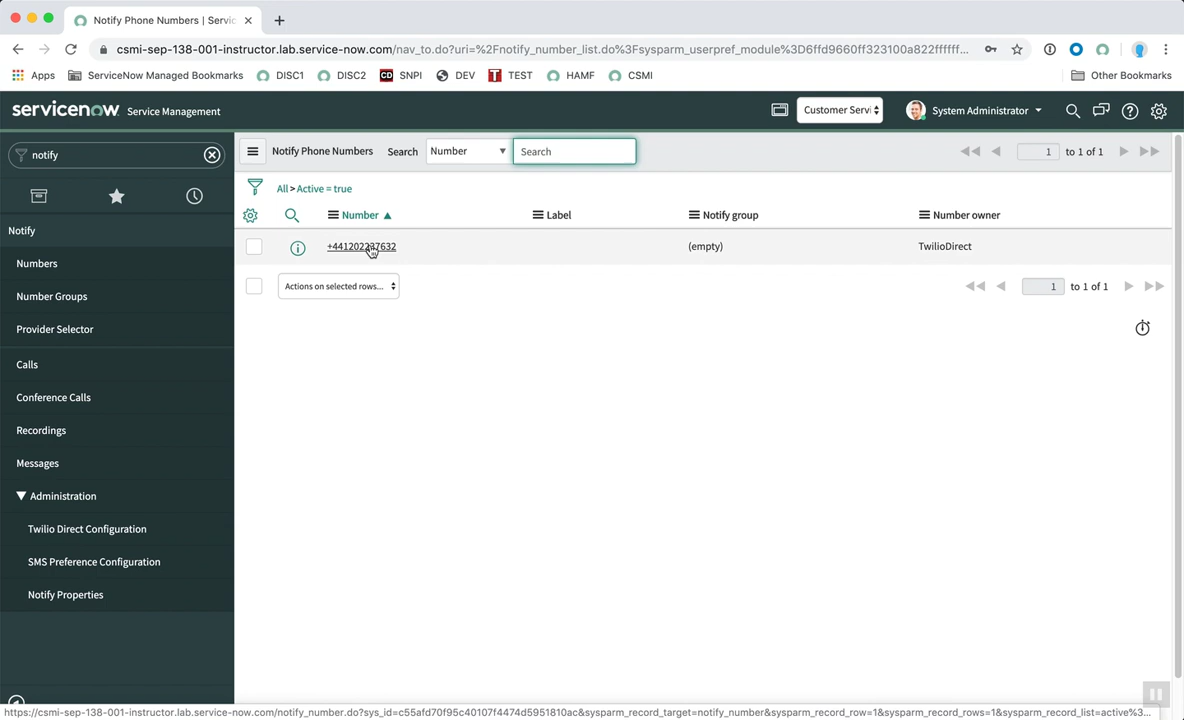 Notify Phone Numbers | Servic
csmi-sep-138-001-instructor.lab.service-now.com/nav_to.do?uri=%2Fnotify_number_list.do%3Fsysparm_userpref_module%3D6ffd9660ff323100a822ffffff...
Apps ServiceNow Managed Bookmarks DISC1 DISC2 CD SNPI DEV T TEST HAMF CSMI Other Bookmarks
servicenow Service Management Customer Servi System Administrator
notify
Notify Phone Numbers Search Number Search 1 to 1 of 1
All > Active = true
Number Label Notify group Number owner
+441202237632 (empty) TwilioDirect
Actions on selected rows... 1 to 1 of 1
Notify
Numbers
Number Groups
Provider Selector
Calls
Conference Calls
Recordings
Messages
Administration
Twilio Direct Configuration
SMS Preference Configuration
Notify Properties
https://csmi-sep-138-001-instructor.lab.service-now.com/notify_number.do?sys_id=c55afd70f95c40107f4474d5951810ac&sysparm_record_target=notify_number&sysparm_record_row=1&sysparm_record_rows=1&sysparm_record_list=active%3...